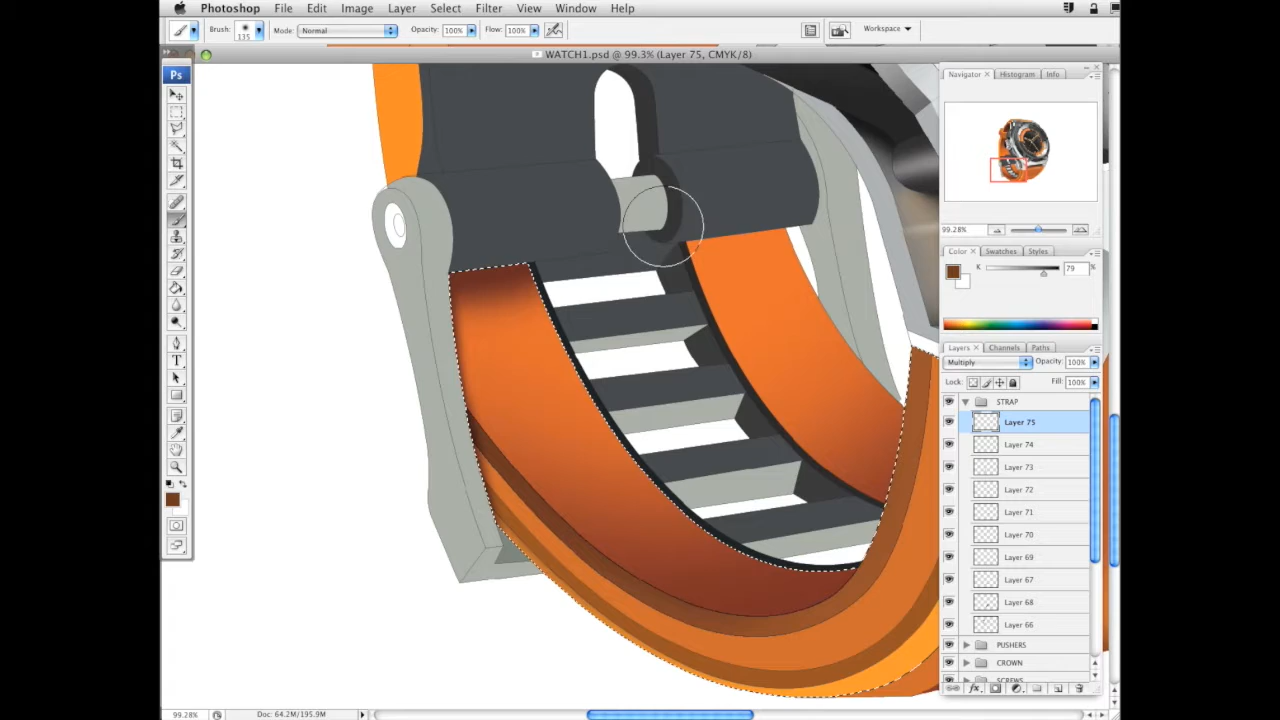 Photoshop File Edit Image Layer Select Filter View Window Help
Brush: 135 Mode: Normal Opacity: 100% Flow: 100% Workspace
WATCH1.psd @ 99.3% (Layer 75, CMYK/8)
Ps
Navigator Histogram Info
99.28%
Color Swatches Styles
K 79 %
Layers Channels Paths
Multiply Opacity: 100%
Lock: Fill: 100%
STRAP
Layer 75
Layer 74
Layer 73
Layer 72
Layer 71
Layer 70
Layer 69
Layer 67
Layer 68
Layer 66
PUSHERS
CROWN
SCREWS
T
fx
99.28% Doc: 64.2M/195.9M